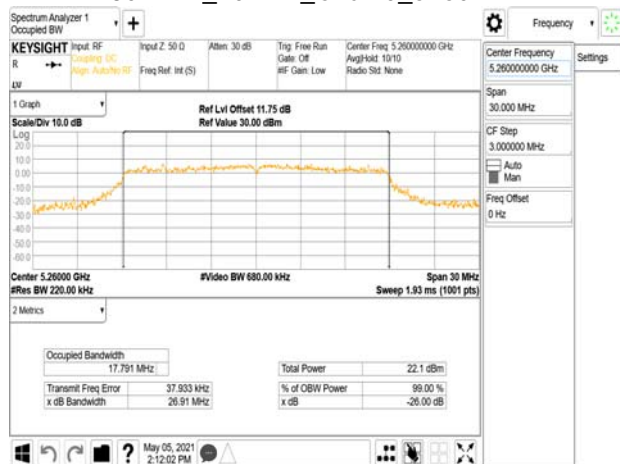 Spectrum Analyzer 1
Occupied BW
Frequency
KEYSIGHT
Input: RF
Coupling: DC
Align: Auto/No RF
Input Z: 50 Ω
Freq Ref: Int (S)
Atten: 30 dB
Trig: Free Run
Gate: Off
#IF Gain: Low
Center Freq: 5.260000000 GHz
Avg|Hold: 10/10
Radio Std: None
R
LVI
Center Frequency
5.260000000 GHz
Settings
Span
30.000 MHz
CF Step
3.000000 MHz
Auto
Man
Freq Offset
0 Hz
1 Graph
Scale/Div 10.0 dB
Ref Lvl Offset 11.75 dB
Ref Value 30.00 dBm
Log
20.0
10.0
0.00
-10.0
-20.0
-30.0
-40.0
-50.0
-60.0
Center 5.26000 GHz
#Res BW 220.00 kHz
#Video BW 680.00 kHz
Span 30 MHz
Sweep 1.93 ms (1001 pts)
2 Metrics
Occupied Bandwidth
17.791 MHz
Transmit Freq Error 37.933 kHz
x dB Bandwidth 26.91 MHz
Total Power 22.1 dBm
% of OBW Power 99.00 %
x dB -26.00 dB
May 05, 2021
2:12:02 PM